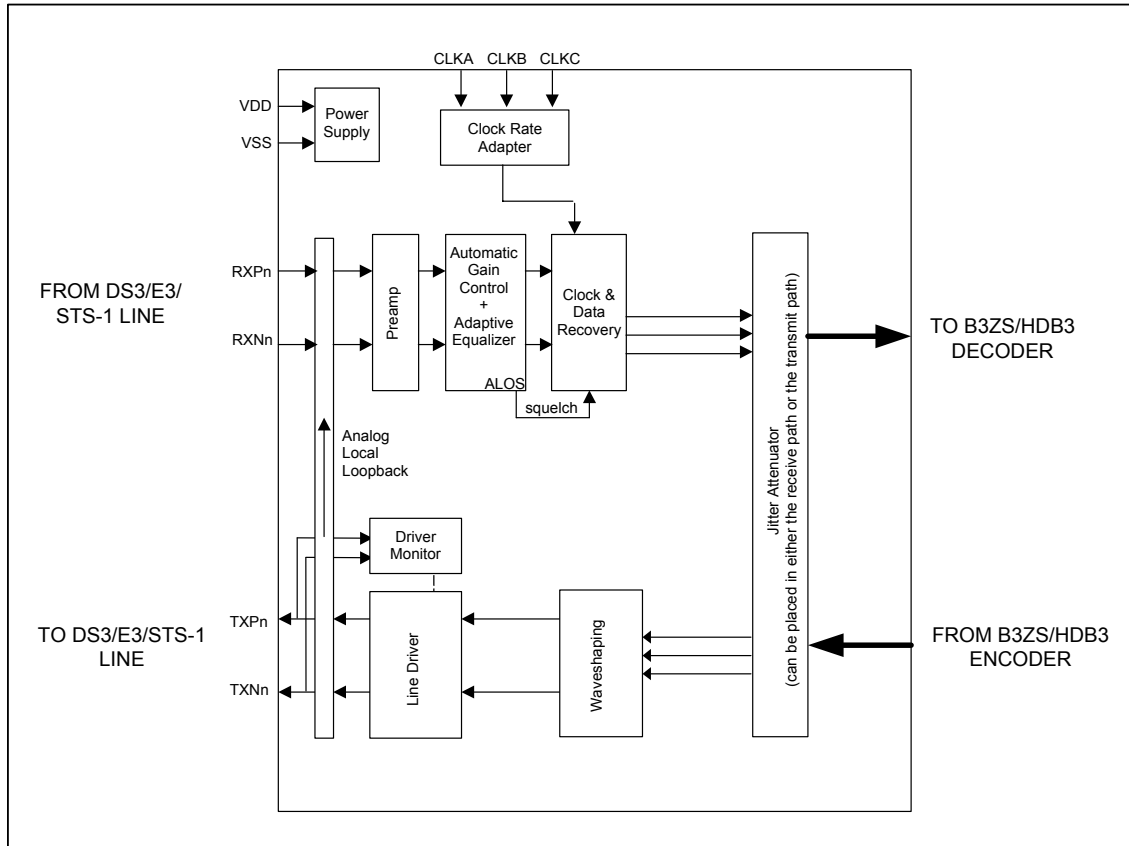 CLKA CLKB CLKC
VDD
VSS
Power
Supply
Clock Rate
Adapter
FROM DS3/E3/
STS-1 LINE
RXPn
RXNn
Preamp
Automatic
Gain
Control
+
Adaptive
Equalizer
ALOS
squelch
Clock &
Data
Recovery
Jitter Attenuator
(can be placed in either the receive path or the transmit path)
TO B3ZS/HDB3
DECODER
Analog
Local
Loopback
Driver
Monitor
TO DS3/E3/STS-1
LINE
TXPn
TXNn
Line Driver
Waveshaping
FROM B3ZS/HDB3
ENCODER